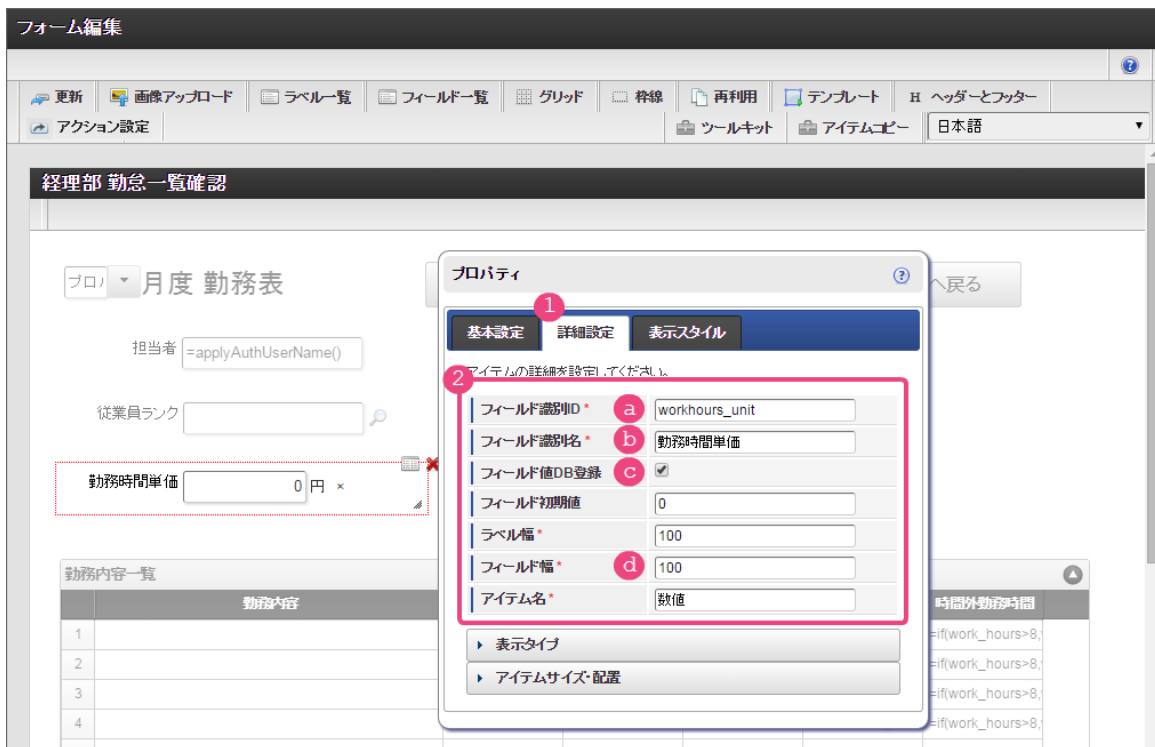 フォーム編集
更新 画像アップロード ラベル一覧 フィールド一覧 グリッド 枠線 再利用 テンプレート H ヘッダーとフッター
アクション設定 ツールキット アイテムコピー 日本語
経理部 勤怠一覧確認
プロパティ
月度 勤務表
へ戻る
1
基本設定 詳細設定 表示スタイル
担当者 =applyAuthUserName()
アイテムの詳細を設定してください。
2
フィールド識別ID* a workhours_unit
従業員ランク
フィールド識別名* b 勤務時間単価
フィールド値DB登録 c
勤務時間単価 0 円 ×
フィールド初期値 0
ラベル幅* 100
フィールド幅* d 100
勤務内容一覧
アイテム名* 数値
勤務内容 時間外勤務時間
1 =if(work_hours>8,
表示タイプ
2 =if(work_hours>8,
アイテムサイズ・配置
3 =if(work_hours>8,
4 =if(work_hours>8,